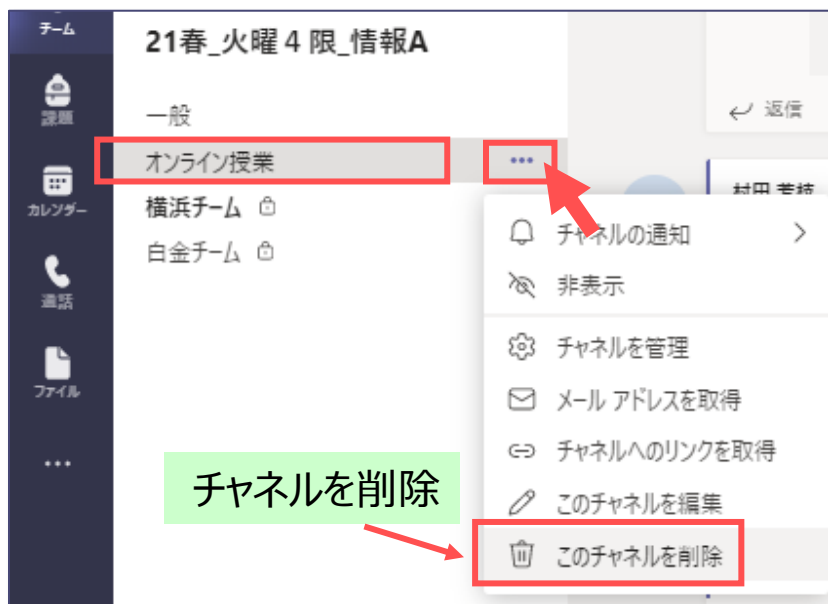 チーム
課題
カレンダー
通話
ファイル
21春_火曜４限_情報A
一般
オンライン授業
横浜チーム
白金チーム
返信
チャネルの通知
非表示
チャネルを管理
メール アドレスを取得
チャネルへのリンクを取得
このチャネルを編集
このチャネルを削除
チャネルを削除